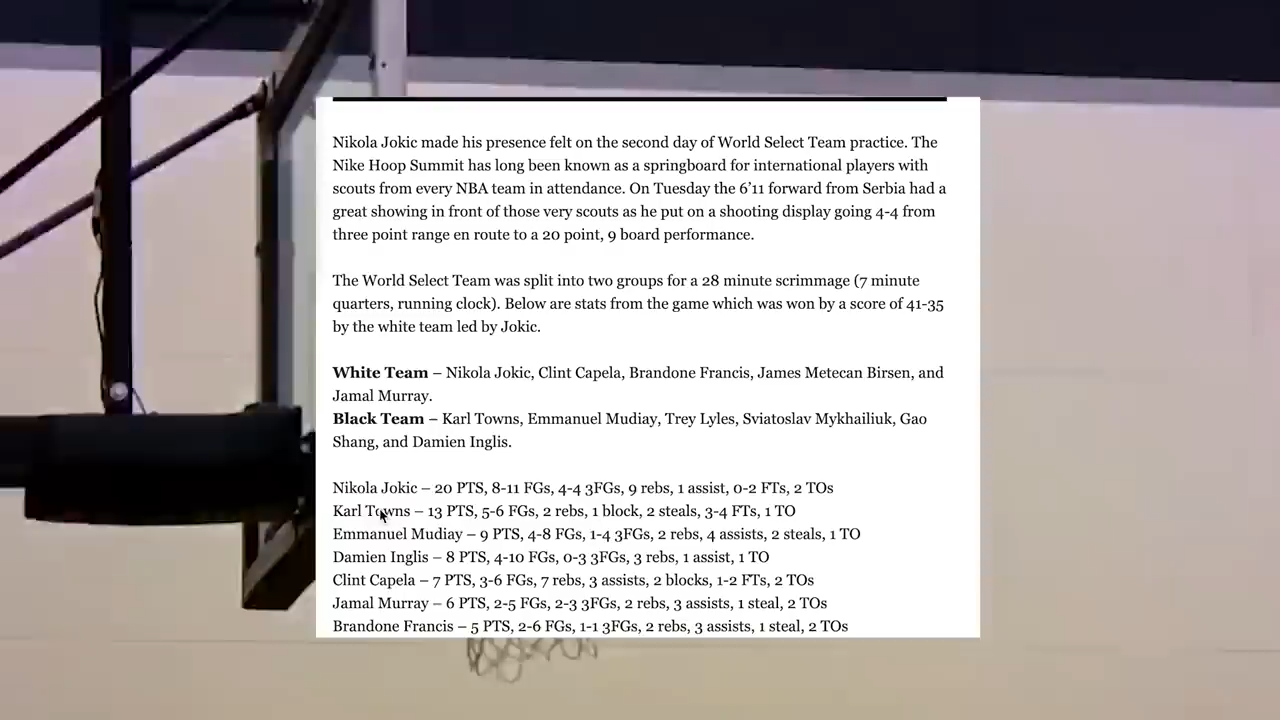 Nikola Jokic made his presence felt on the second day of World Select Team practice. The
Nike Hoop Summit has long been known as a springboard for international players with
scouts from every NBA team in attendance. On Tuesday the 6’11 forward from Serbia had a
great showing in front of those very scouts as he put on a shooting display going 4-4 from
three point range en route to a 20 point, 9 board performance.
The World Select Team was split into two groups for a 28 minute scrimmage (7 minute
quarters, running clock). Below are stats from the game which was won by a score of 41-35
by the white team led by Jokic.
White Team – Nikola Jokic, Clint Capela, Brandone Francis, James Metecan Birsen, and
Jamal Murray.
Black Team – Karl Towns, Emmanuel Mudiay, Trey Lyles, Sviatoslav Mykhailiuk, Gao
Shang, and Damien Inglis.
Nikola Jokic – 20 PTS, 8-11 FGs, 4-4 3FGs, 9 rebs, 1 assist, 0-2 FTs, 2 TOs
Karl Towns – 13 PTS, 5-6 FGs, 2 rebs, 1 block, 2 steals, 3-4 FTs, 1 TO
Emmanuel Mudiay – 9 PTS, 4-8 FGs, 1-4 3FGs, 2 rebs, 4 assists, 2 steals, 1 TO
Damien Inglis – 8 PTS, 4-10 FGs, 0-3 3FGs, 3 rebs, 1 assist, 1 TO
Clint Capela – 7 PTS, 3-6 FGs, 7 rebs, 3 assists, 2 blocks, 1-2 FTs, 2 TOs
Jamal Murray – 6 PTS, 2-5 FGs, 2-3 3FGs, 2 rebs, 3 assists, 1 steal, 2 TOs
Brandone Francis – 5 PTS, 2-6 FGs, 1-1 3FGs, 2 rebs, 3 assists, 1 steal, 2 TOs